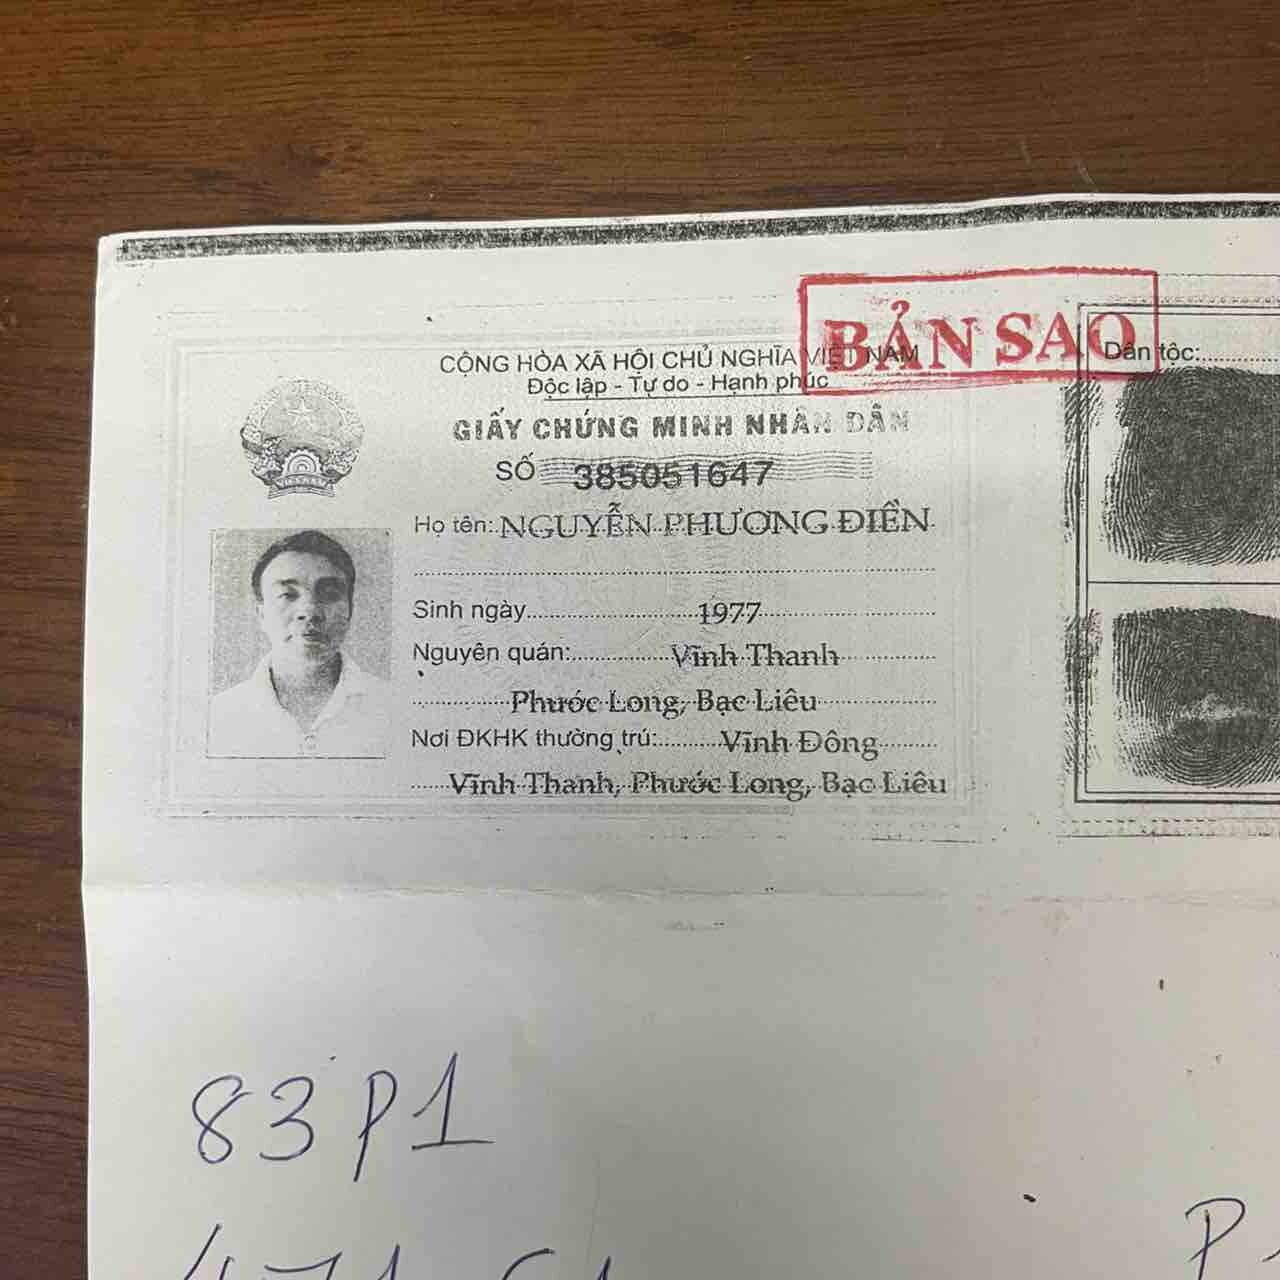 BẢN SAO
CỘNG HÒA XÃ HỘI CHỦ NGHĨA VIỆT NAM
Độc lập - Tự do - Hạnh phúc
GIẤY CHỨNG MINH NHÂN DÂN
SỐ 385051647
Họ tên: NGUYỄN PHƯƠNG ĐIỀN
Sinh ngày 1977
Nguyên quán: Vĩnh Thanh
Phước Long, Bạc Liêu
Nơi ĐKHK thường trú: Vĩnh Đông
Vĩnh Thanh, Phước Long, Bạc Liêu
VIỆT NAM
Dân tộc:
83P1
P